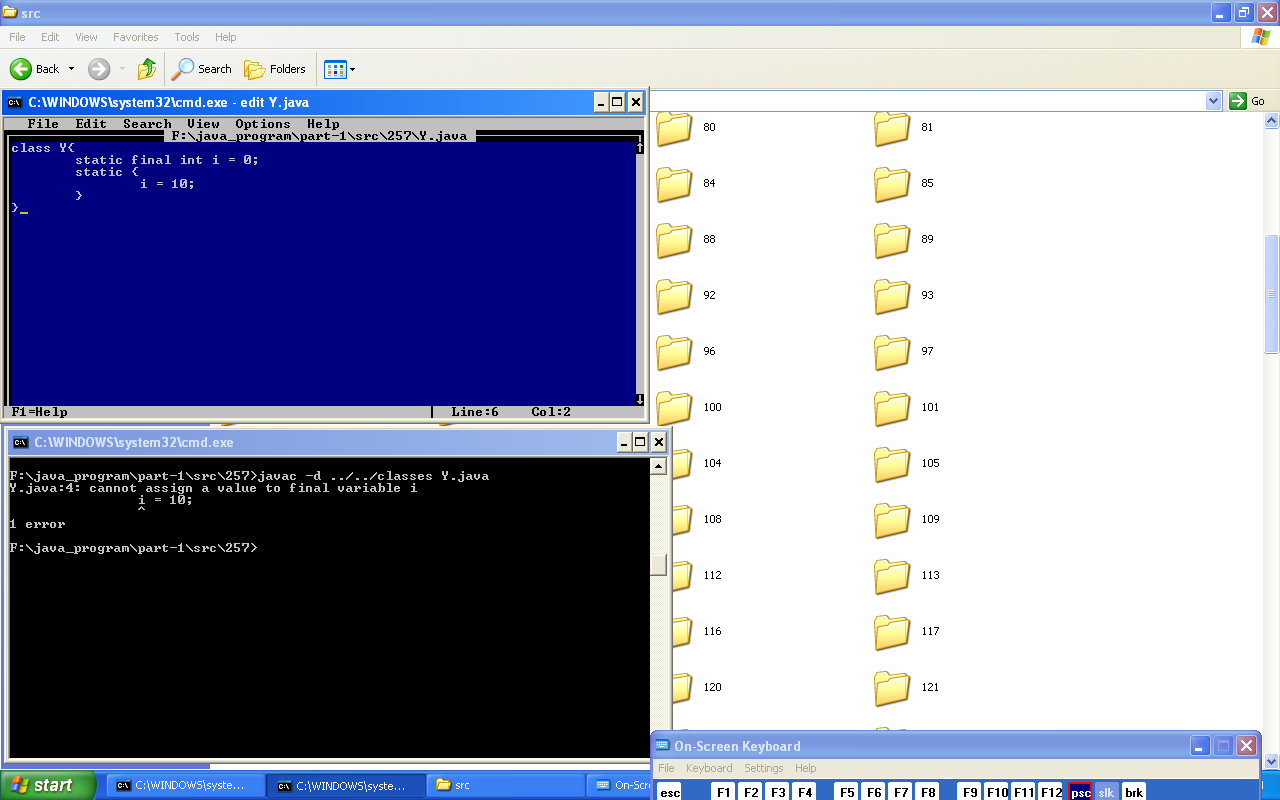 src
File Edit View Favorites Tools Help
Back Search Folders
Go
C:\WINDOWS\system32\cmd.exe - edit Y.java
File Edit Search View Options Help
F:\java_program\part-1\src\257\Y.java
class Y{
static final int i = 0;
static {
i = 10;
}
}_
F1=Help Line:6 Col:2
80 81
84 85
88 89
92 93
96 97
100 101
104 105
108 109
112 113
116 117
120 121
C:\WINDOWS\system32\cmd.exe
F:\java_program\part-1\src\257>javac -d ../../classes Y.java
Y.java:4: cannot assign a value to final variable i
i = 10;
^
1 error
F:\java_program\part-1\src\257>
On-Screen Keyboard
File Keyboard Settings Help
esc F1 F2 F3 F4 F5 F6 F7 F8 F9 F10 F11 F12 psc slk brk
start C:\WINDOWS\syste... C:\WINDOWS\syste... src On-Sc